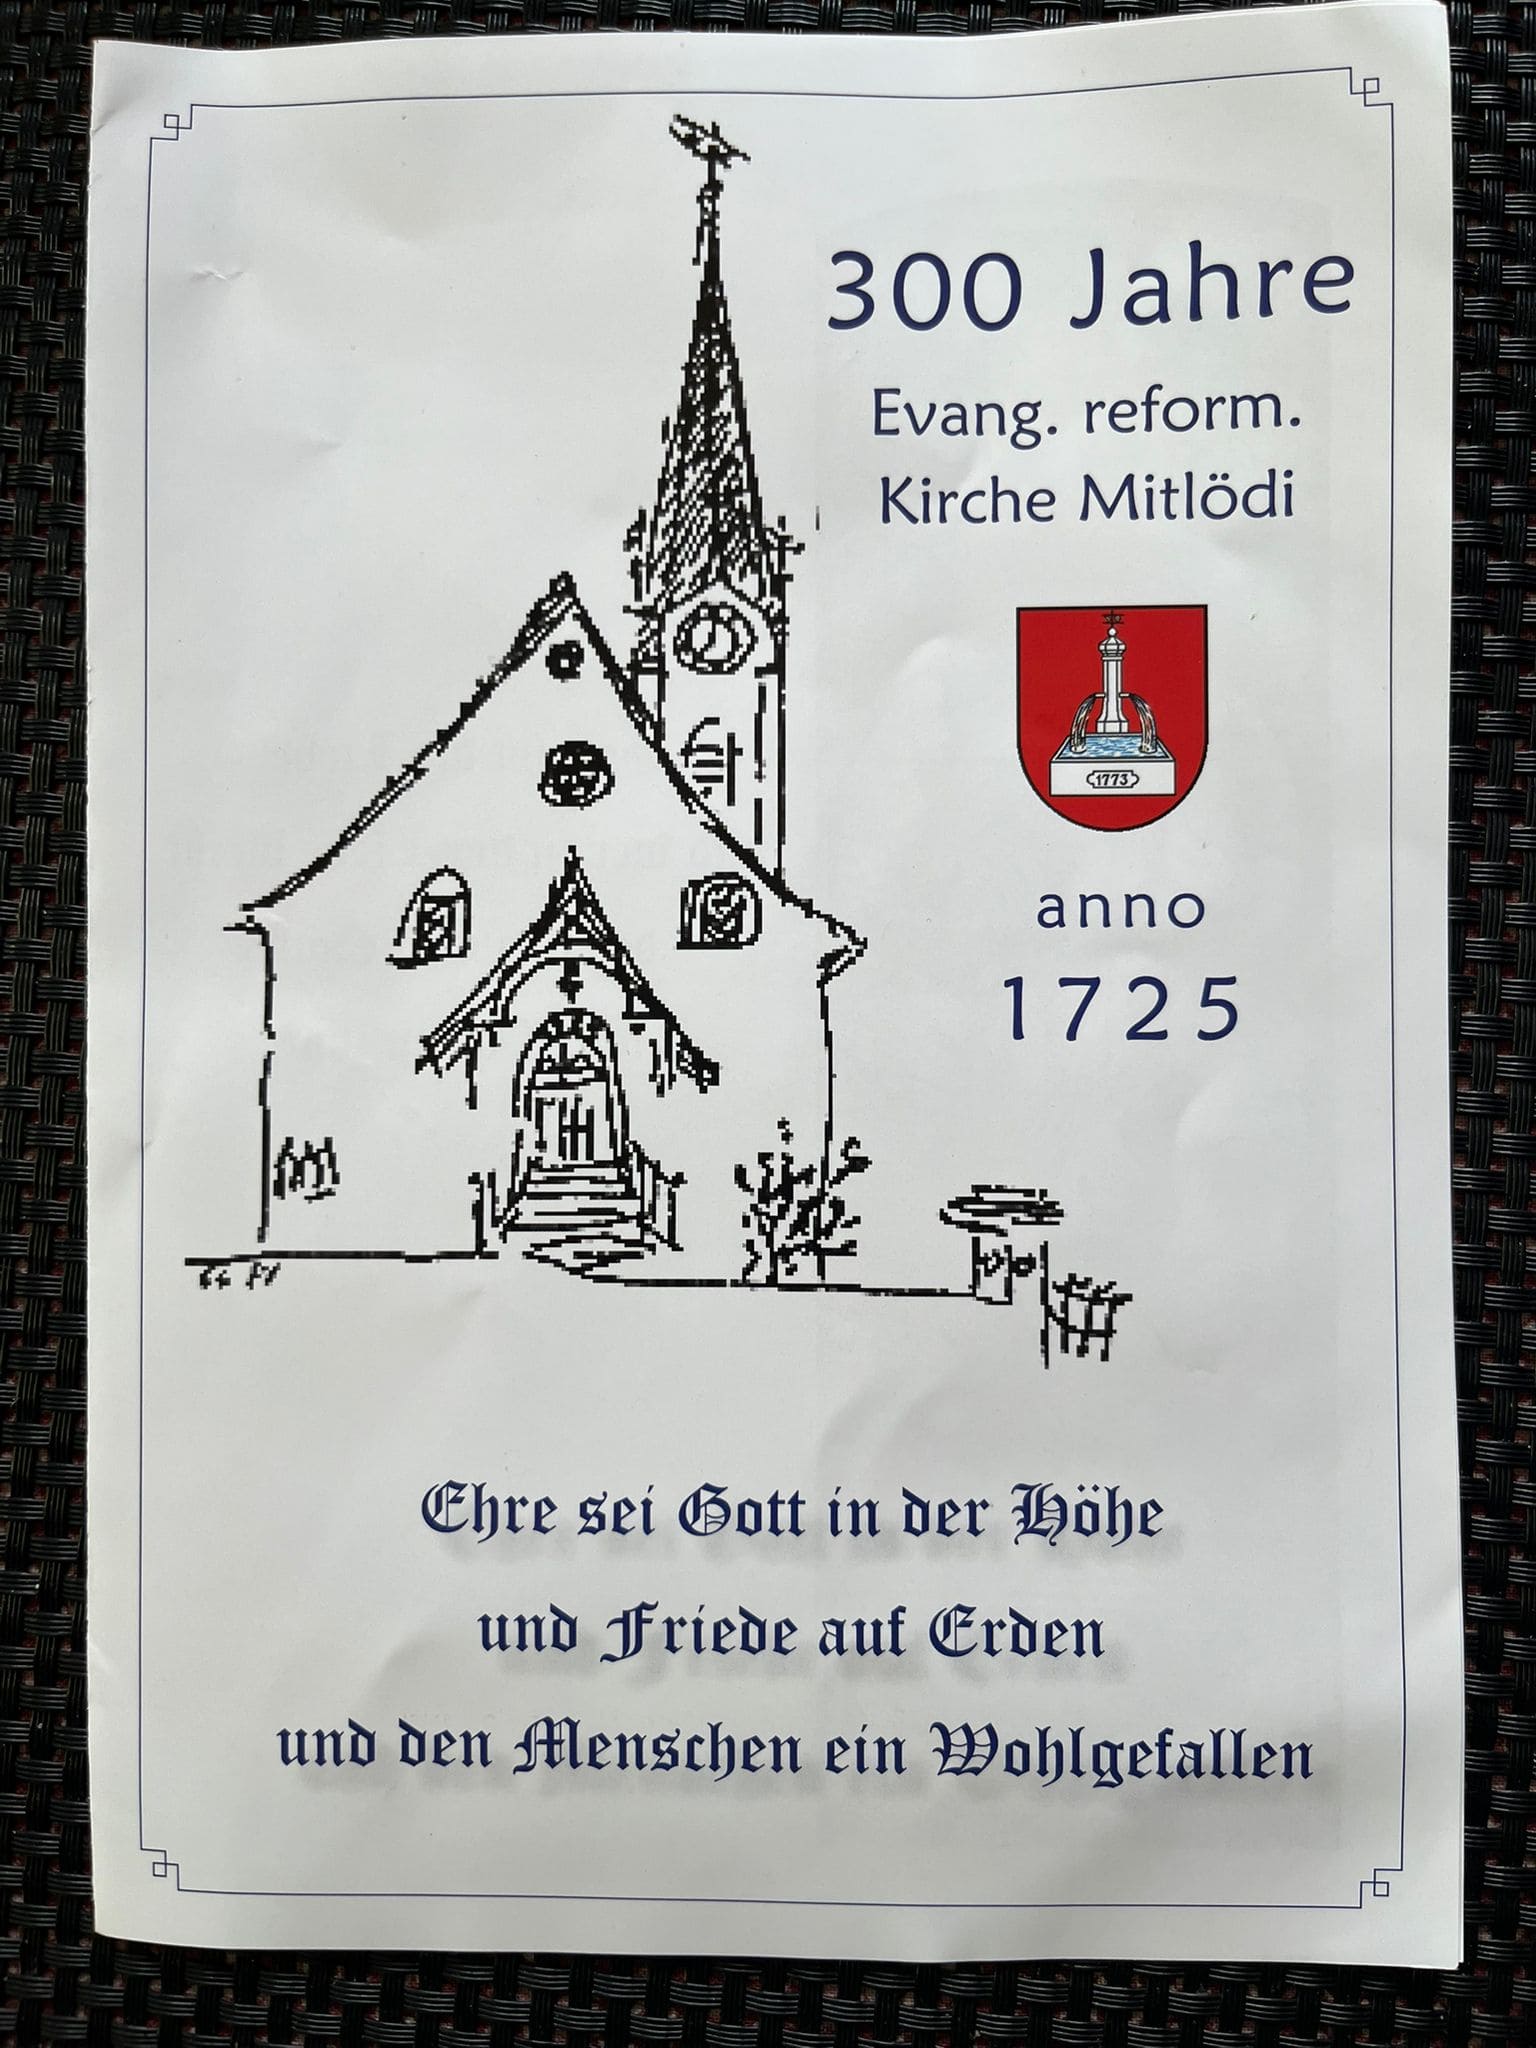 300 Jahre
Evang. reform.
Kirche Mitlödi
1773
anno
1725
Ehre sei Gott in der Höhe
und Friede auf Erden
und den Menschen ein Wohlgefallen